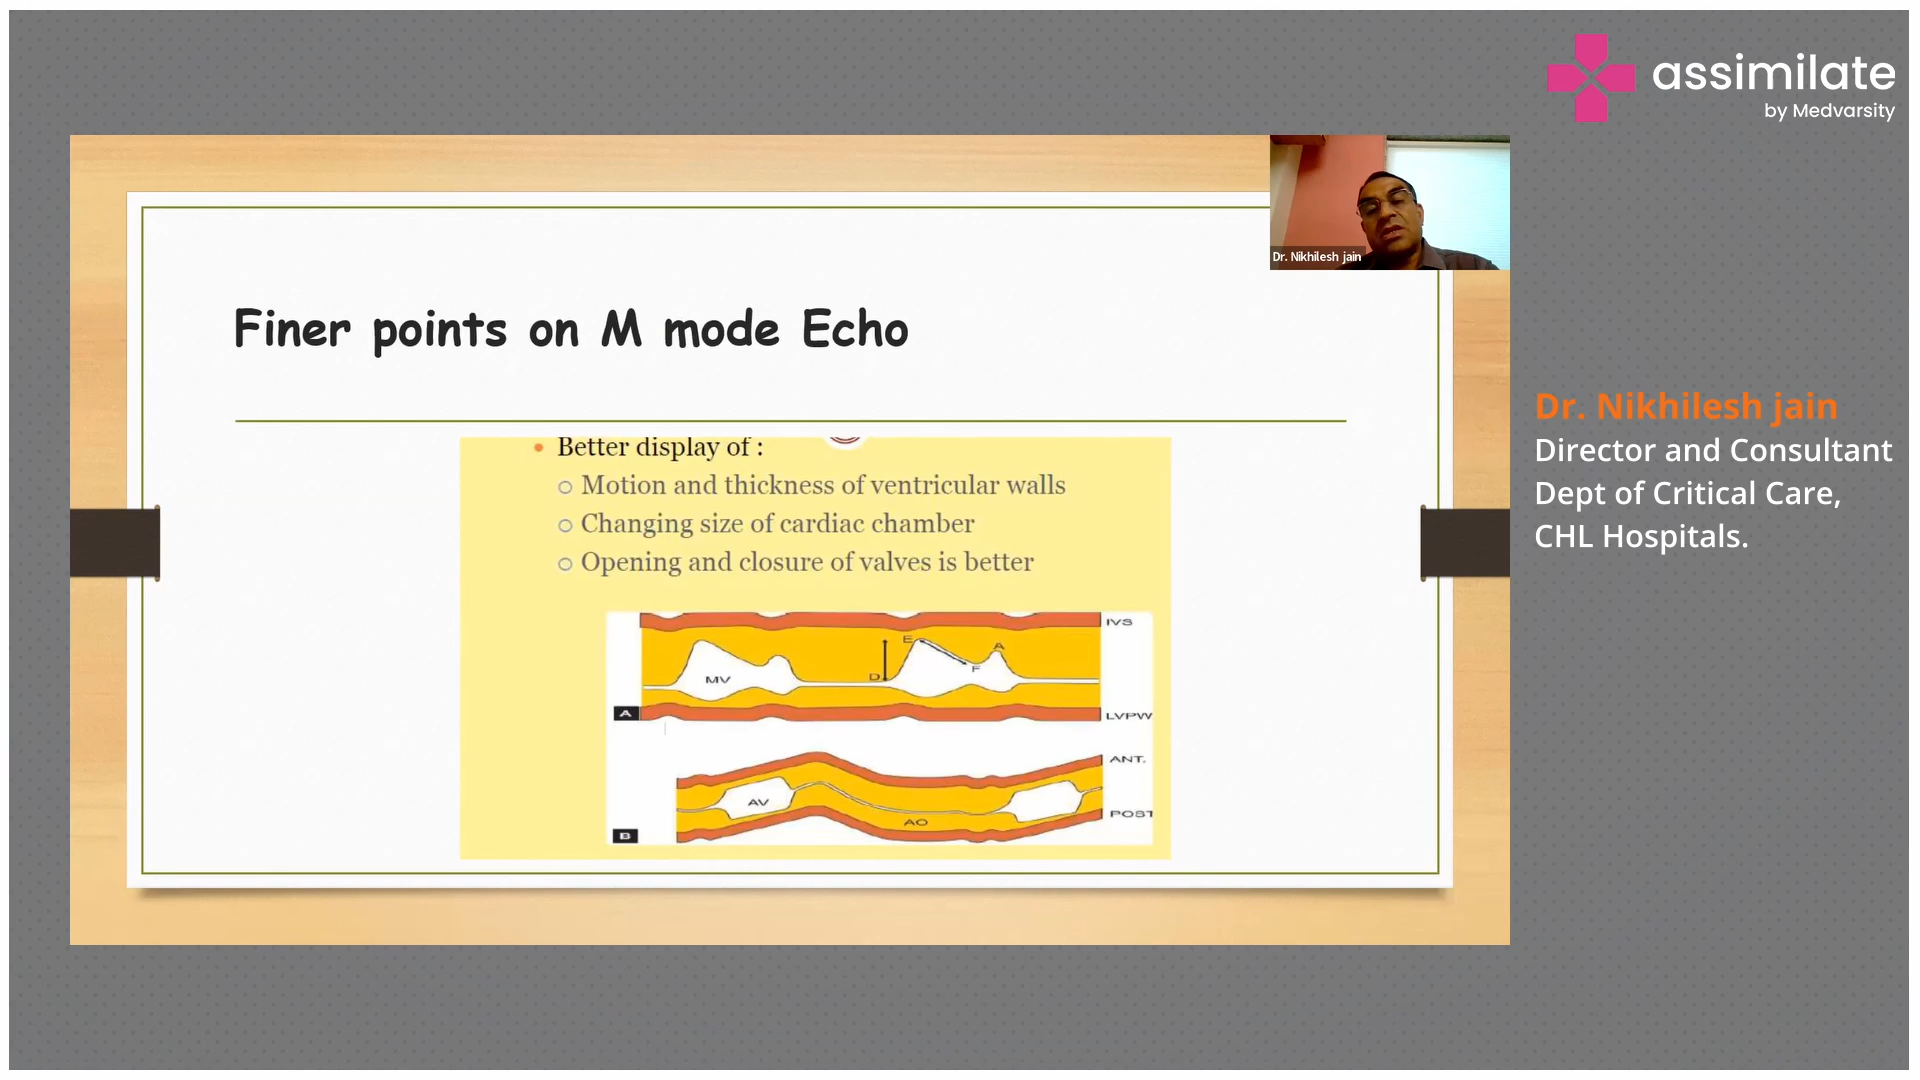 assimilate
by Medvarsity
Dr. Nikhilesh jain
Finer points on M mode Echo
Dr. Nikhilesh jain
Director and Consultant
Dept of Critical Care,
CHL Hospitals.
Better display of :
Motion and thickness of ventricular walls
Changing size of cardiac chamber
Opening and closure of valves is better
IVS
E
A
F
D
MV
A
LVPW
ANT.
AV
POST
AO
B